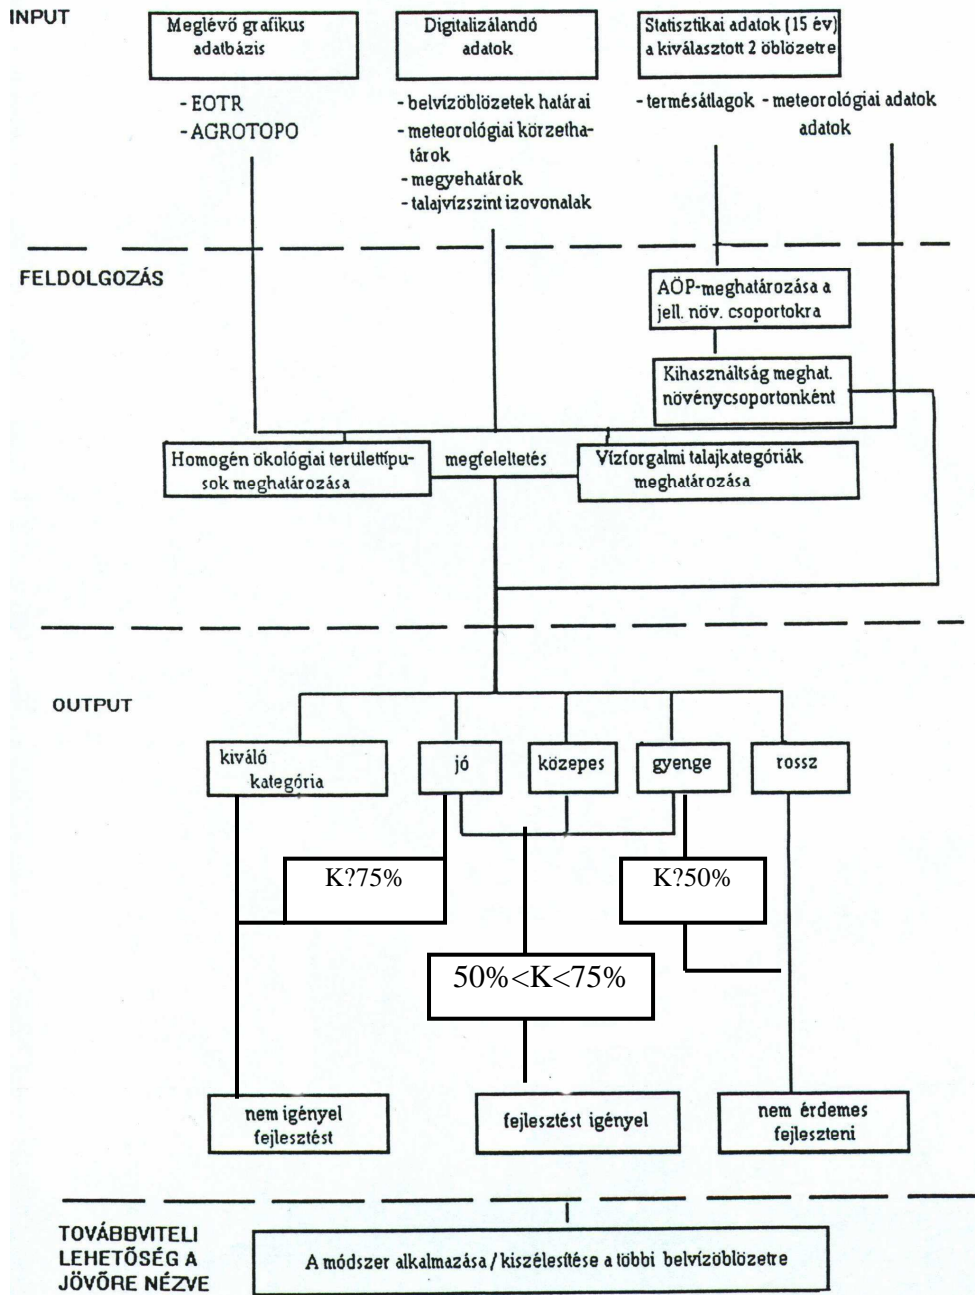 INPUT
Meglévő grafikus
adatbázis
Digitalizálandó
adatok
Statisztikai adatok (15 év)
a kiválasztott 2 öblözetre
- EOTR
- AGROTOPO
- belvízöblözetek határai
- meteorológiai körzetha-
tárok
- megyehatárok
- talajvízszint izovonalak
- termésátlagok - meteorológiai adatok
adatok
FELDOLGOZÁS
AÖP-meghatározása a
jell. növ. csoportokra
Kihasználtság meghat.
növénycsoportonként
Homogén ökológiai területtípu-
sok meghatározása
megfeleltetés
Vízforgalmi talajkategóriák
meghatározása
OUTPUT
kiváló
kategória
jó
közepes
gyenge
rossz
K?75%
K?50%
50%<K<75%
nem igényel
fejlesztést
fejlesztést igényel
nem érdemes
fejleszteni
TOVÁBBVITELI
LEHETŐSÉG A
JÖVŐRE NÉZVE
A módszer alkalmazása / kiszélesítése a többi belvízöblözetre